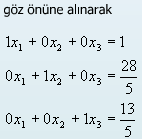 göz önüne alınarak
1x₁ + 0x₂ + 0x₃ = 1
0x₁ + 1x₂ + 0x₃ = 28/5
0x₁ + 0x₂ + 1x₃ = 13/5